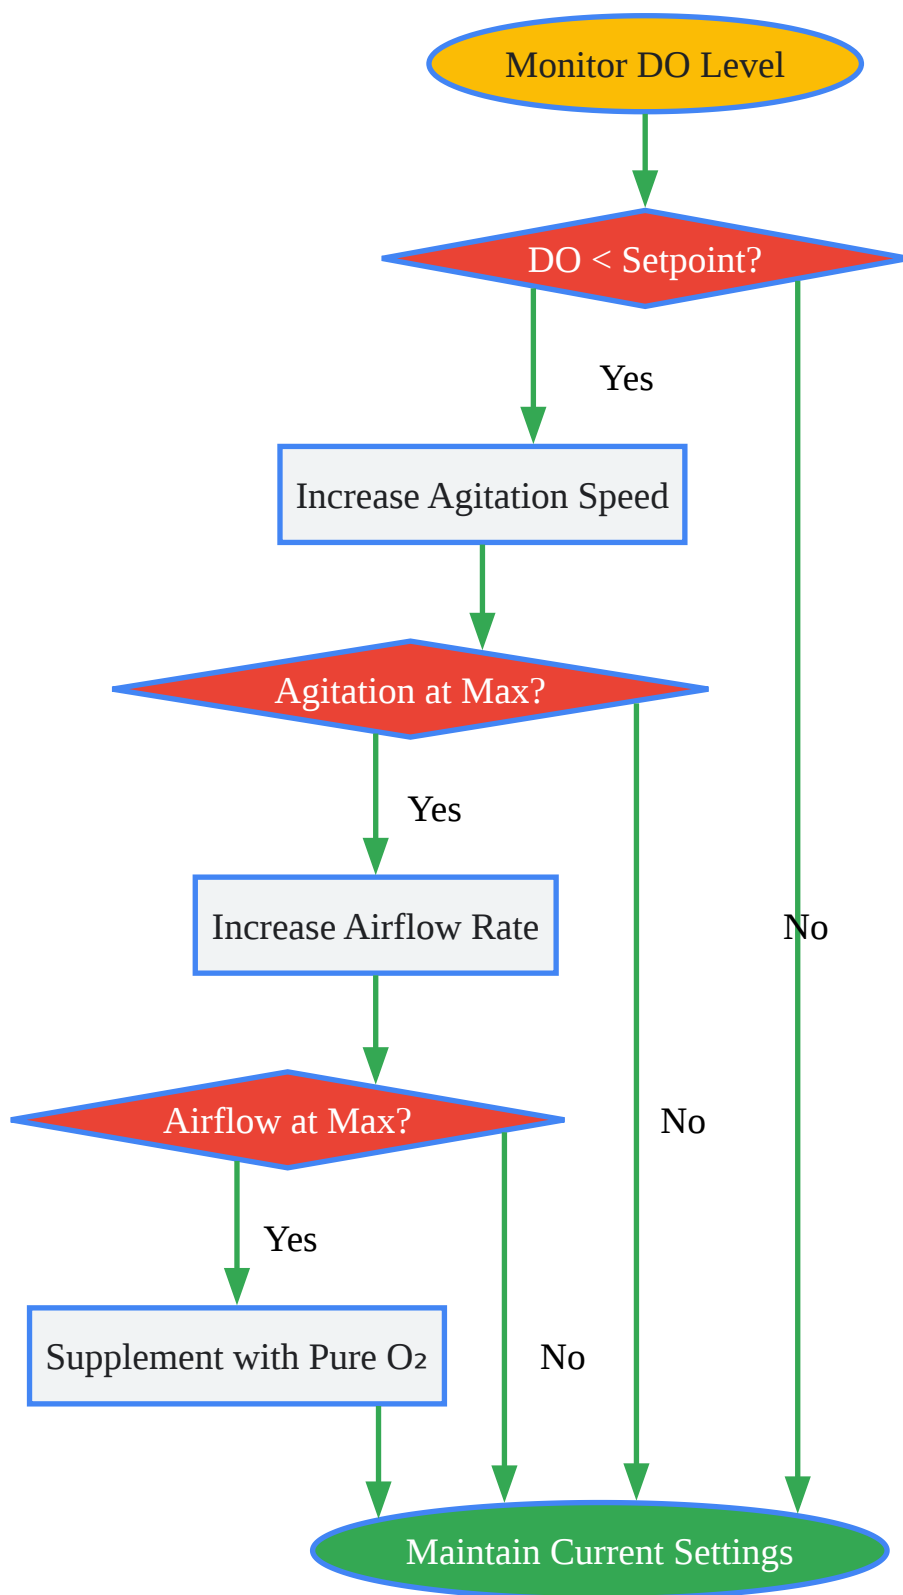 Monitor DO Level
DO < Setpoint?
Yes
Increase Agitation Speed
Agitation at Max?
Yes
Increase Airflow Rate
No
Airflow at Max?
No
Yes
Supplement with Pure O₂
No
Maintain Current Settings